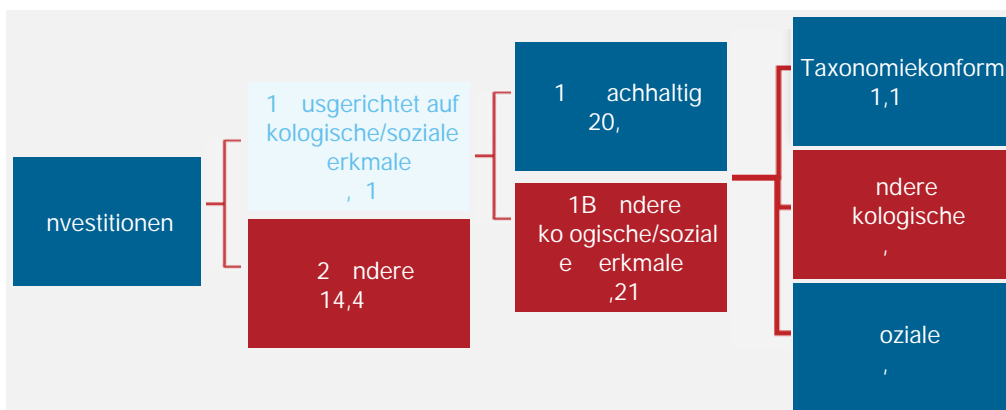 nvestitionen
1 usgerichtet auf
kologische/soziale
erkmale
, 1
2 ndere
14,4
1 achhaltig
20,
1B ndere
ko ogische/sozial
e erkmale
,21
Taxonomiekonform
1,1
ndere
kologische
,
oziale
,